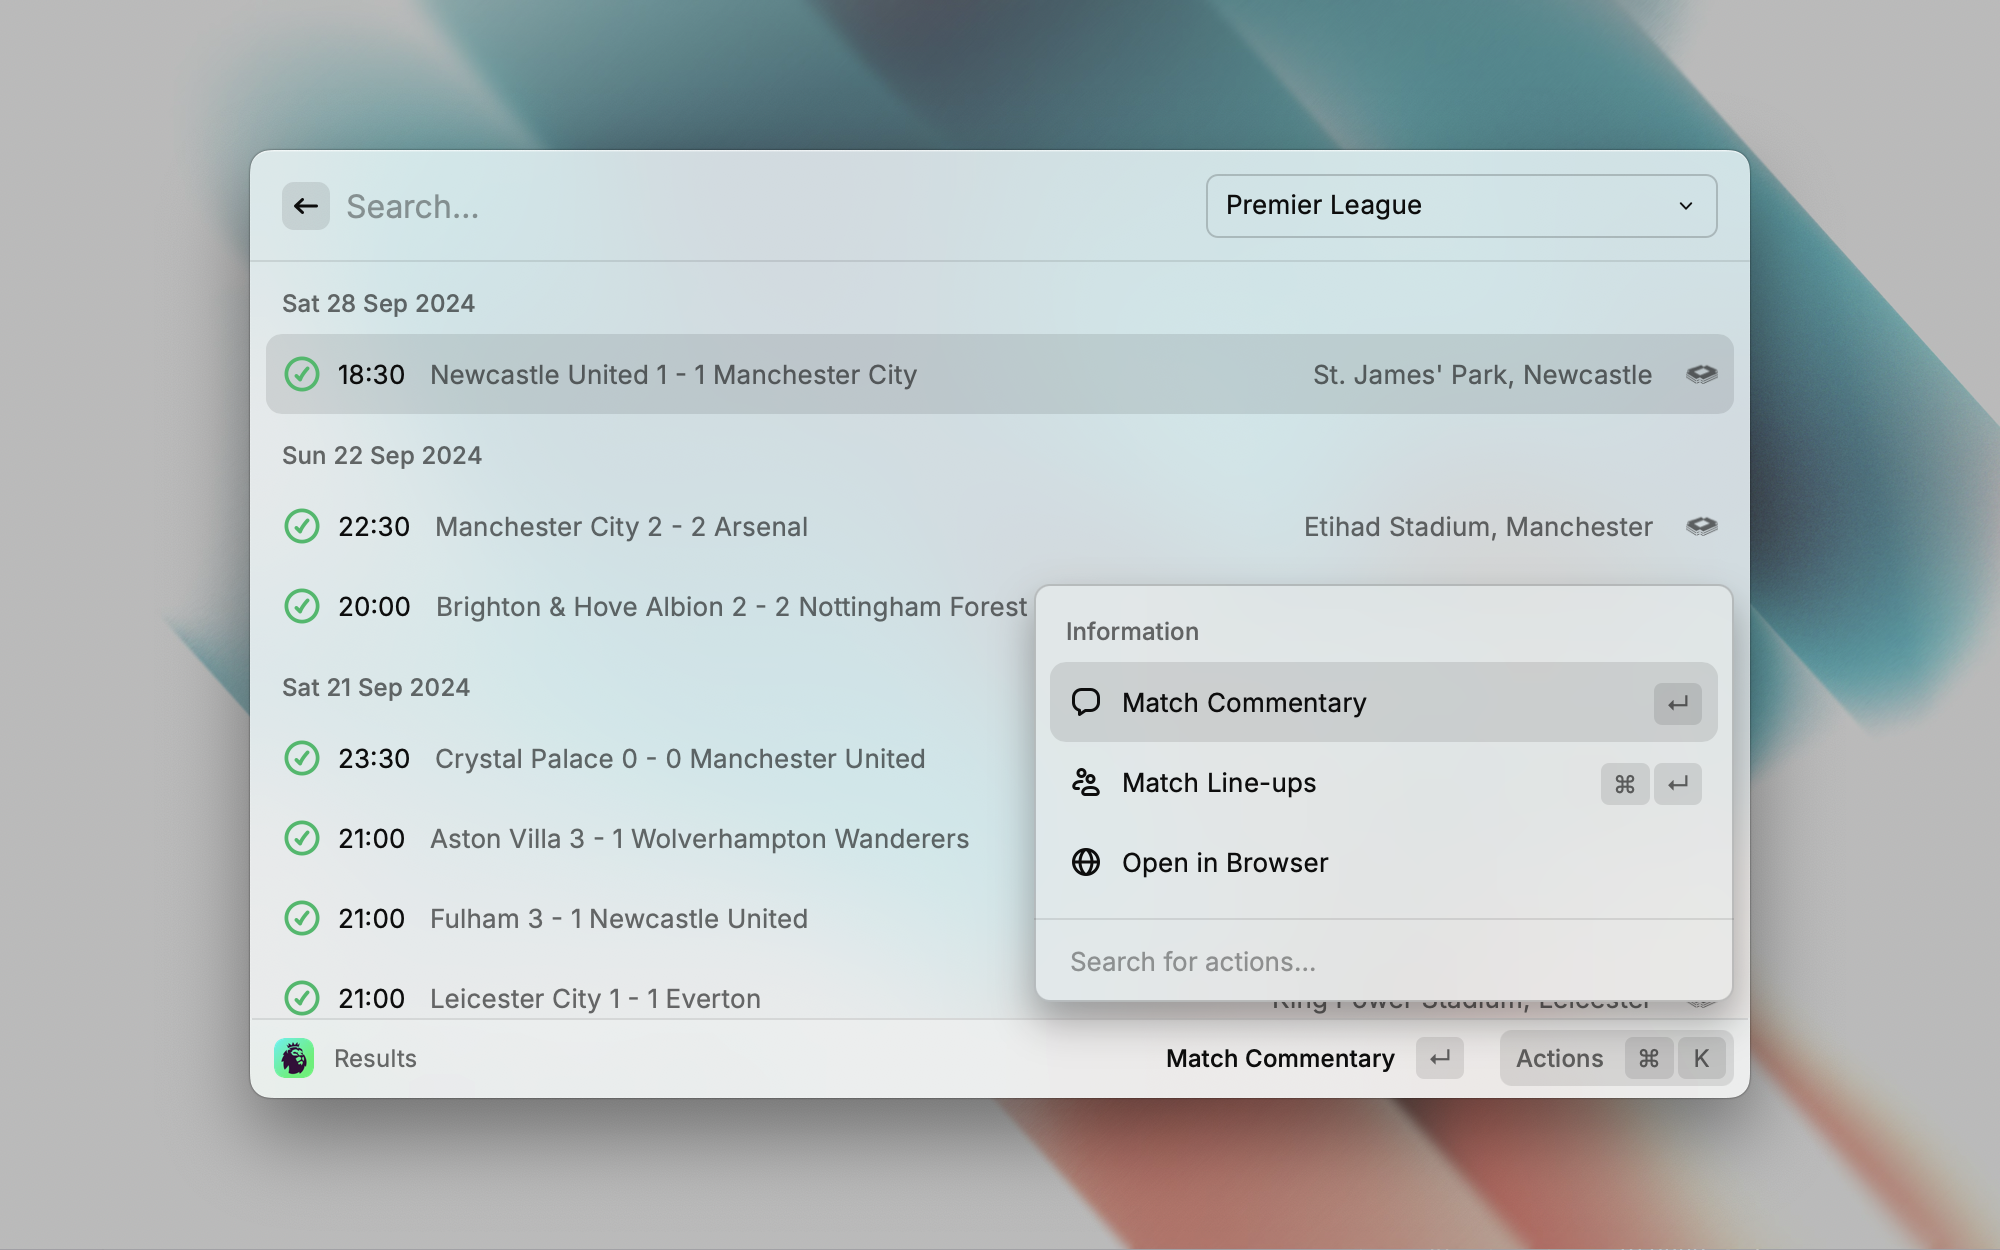 Search...
Premier League
Sat 28 Sep 2024
18:30 Newcastle United 1 - 1 Manchester City St. James' Park, Newcastle
Sun 22 Sep 2024
22:30 Manchester City 2 - 2 Arsenal Etihad Stadium, Manchester
20:00 Brighton & Hove Albion 2 - 2 Nottingham Forest
Sat 21 Sep 2024
23:30 Crystal Palace 0 - 0 Manchester United
21:00 Aston Villa 3 - 1 Wolverhampton Wanderers
21:00 Fulham 3 - 1 Newcastle United
21:00 Leicester City 1 - 1 Everton King Power Stadium, Leicester
Information
Match Commentary ↵
Match Line-ups ⌘ ↵
Open in Browser
Search for actions...
Results
Match Commentary ↵
Actions ⌘ K